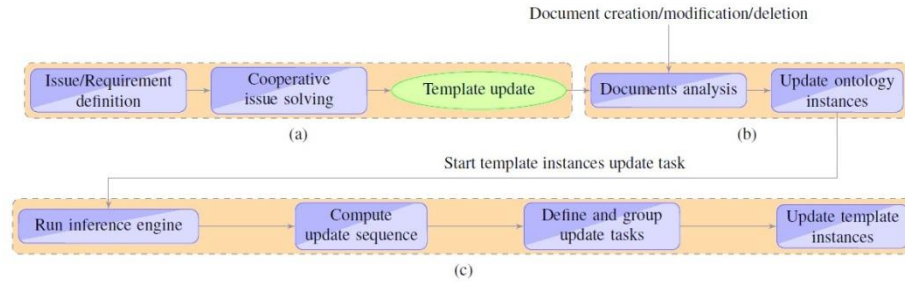 Document creation/modification/deletion
Issue/Requirement
definition
Cooperative
issue solving
Template update
Documents analysis
Update ontology
instances
(a)
(b)
Start template instances update task
Run inference engine
Compute
update sequence
Define and group
update tasks
Update template
instances
(c)